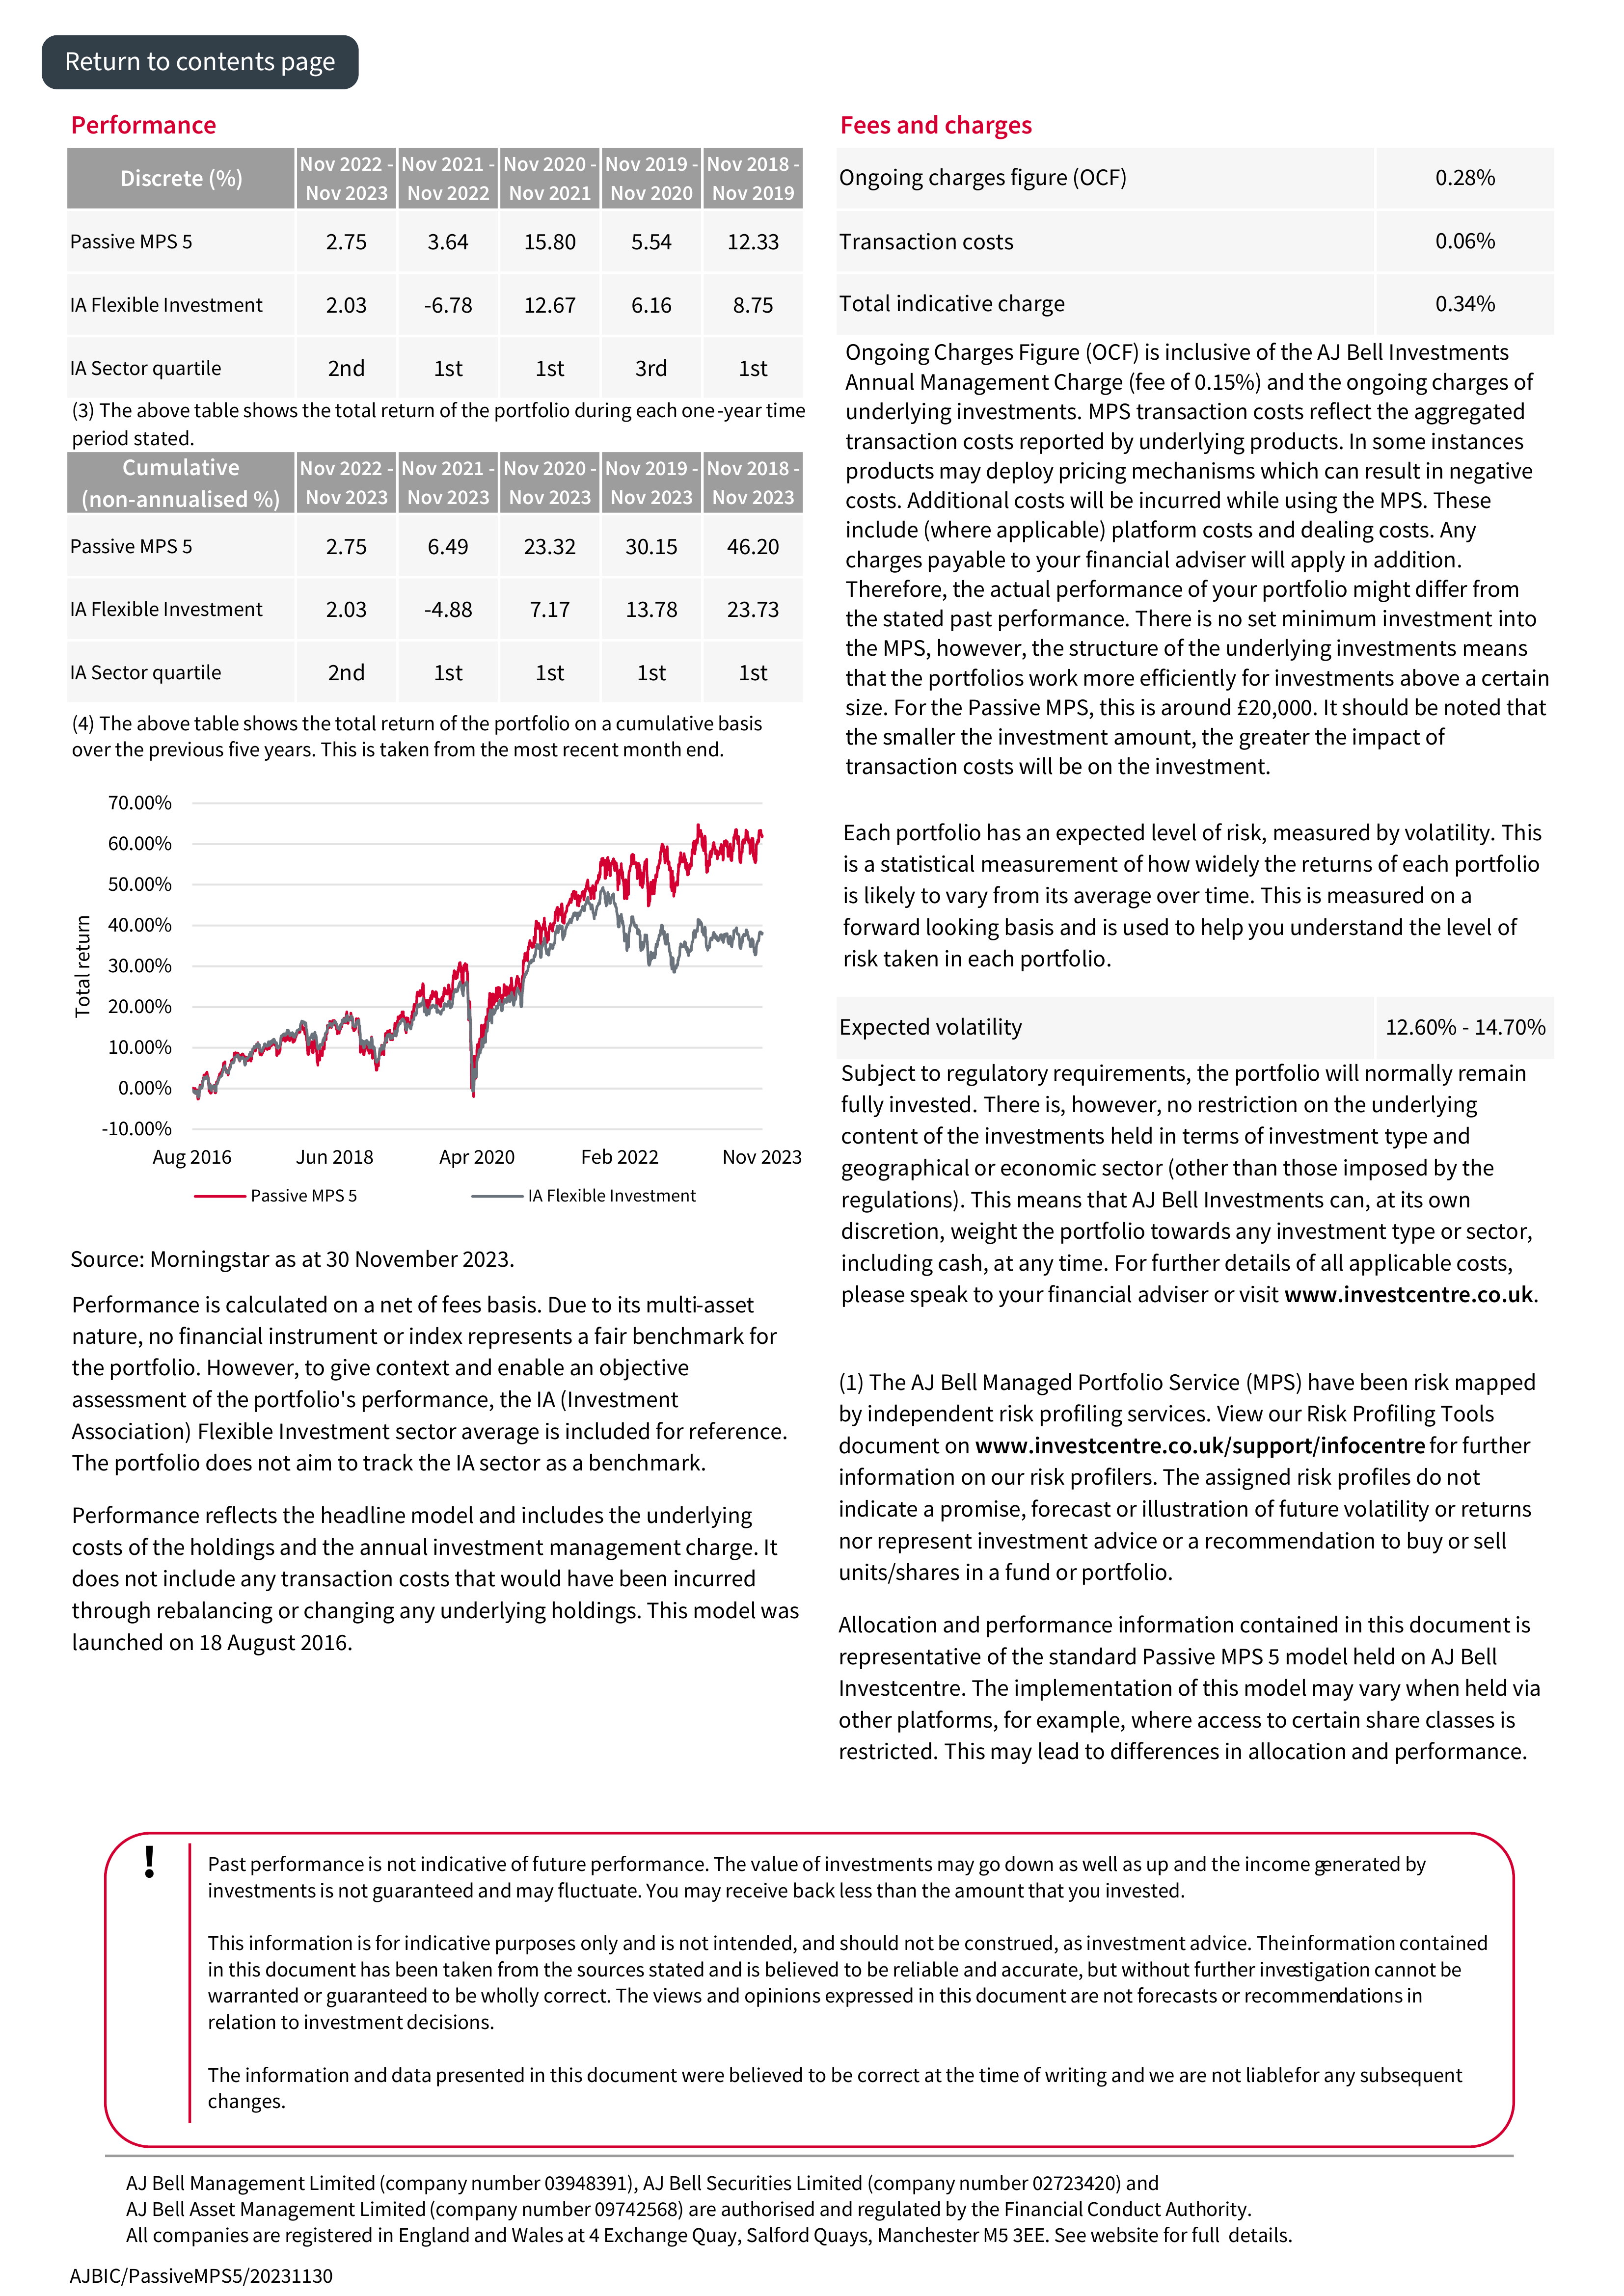 Return to contents page
Performance
Discrete (%) Nov 2022 - Nov 2021 - Nov 2020 - Nov 2019 - Nov 2018 -
Nov 2023 Nov 2022 Nov 2021 Nov 2020 Nov 2019
Passive MPS 5 2.75 3.64 15.80 5.54 12.33
IA Flexible Investment 2.03 -6.78 12.67 6.16 8.75
IA Sector quartile 2nd 1st 1st 3rd 1st
(3) The above table shows the total return of the portfolio during each one-year time
period stated.
Cumulative Nov 2022 - Nov 2021 - Nov 2020 - Nov 2019 - Nov 2018 -
(non-annualised %) Nov 2023 Nov 2023 Nov 2023 Nov 2023 Nov 2023
Passive MPS 5 2.75 6.49 23.32 30.15 46.20
IA Flexible Investment 2.03 -4.88 7.17 13.78 23.73
IA Sector quartile 2nd 1st 1st 1st 1st
(4) The above table shows the total return of the portfolio on a cumulative basis
over the previous five years. This is taken from the most recent month end.
70.00%
60.00%
50.00%
40.00%
30.00%
20.00%
10.00%
0.00%
-10.00%
Total return
Aug 2016 Jun 2018 Apr 2020 Feb 2022 Nov 2023
Passive MPS 5 IA Flexible Investment
Source: Morningstar as at 30 November 2023.
Performance is calculated on a net of fees basis. Due to its multi-asset
nature, no financial instrument or index represents a fair benchmark for
the portfolio. However, to give context and enable an objective
assessment of the portfolio's performance, the IA (Investment
Association) Flexible Investment sector average is included for reference.
The portfolio does not aim to track the IA sector as a benchmark.
Performance reflects the headline model and includes the underlying
costs of the holdings and the annual investment management charge. It
does not include any transaction costs that would have been incurred
through rebalancing or changing any underlying holdings. This model was
launched on 18 August 2016.
Fees and charges
Ongoing charges figure (OCF) 0.28%
Transaction costs 0.06%
Total indicative charge 0.34%
Ongoing Charges Figure (OCF) is inclusive of the AJ Bell Investments
Annual Management Charge (fee of 0.15%) and the ongoing charges of
underlying investments. MPS transaction costs reflect the aggregated
transaction costs reported by underlying products. In some instances
products may deploy pricing mechanisms which can result in negative
costs. Additional costs will be incurred while using the MPS. These
include (where applicable) platform costs and dealing costs. Any
charges payable to your financial adviser will apply in addition.
Therefore, the actual performance of your portfolio might differ from
the stated past performance. There is no set minimum investment into
the MPS, however, the structure of the underlying investments means
that the portfolios work more efficiently for investments above a certain
size. For the Passive MPS, this is around £20,000. It should be noted that
the smaller the investment amount, the greater the impact of
transaction costs will be on the investment.
Each portfolio has an expected level of risk, measured by volatility. This
is a statistical measurement of how widely the returns of each portfolio
is likely to vary from its average over time. This is measured on a
forward looking basis and is used to help you understand the level of
risk taken in each portfolio.
Expected volatility 12.60% - 14.70%
Subject to regulatory requirements, the portfolio will normally remain
fully invested. There is, however, no restriction on the underlying
content of the investments held in terms of investment type and
geographical or economic sector (other than those imposed by the
regulations). This means that AJ Bell Investments can, at its own
discretion, weight the portfolio towards any investment type or sector,
including cash, at any time. For further details of all applicable costs,
please speak to your financial adviser or visit www.investcentre.co.uk.
(1) The AJ Bell Managed Portfolio Service (MPS) have been risk mapped
by independent risk profiling services. View our Risk Profiling Tools
document on www.investcentre.co.uk/support/infocentre for further
information on our risk profilers. The assigned risk profiles do not
indicate a promise, forecast or illustration of future volatility or returns
nor represent investment advice or a recommendation to buy or sell
units/shares in a fund or portfolio.
Allocation and performance information contained in this document is
representative of the standard Passive MPS 5 model held on AJ Bell
Investcentre. The implementation of this model may vary when held via
other platforms, for example, where access to certain share classes is
restricted. This may lead to differences in allocation and performance.
!
Past performance is not indicative of future performance. The value of investments may go down as well as up and the income generated by
investments is not guaranteed and may fluctuate. You may receive back less than the amount that you invested.
This information is for indicative purposes only and is not intended, and should not be construed, as investment advice. The information contained
in this document has been taken from the sources stated and is believed to be reliable and accurate, but without further investigation cannot be
warranted or guaranteed to be wholly correct. The views and opinions expressed in this document are not forecasts or recommendations in
relation to investment decisions.
The information and data presented in this document were believed to be correct at the time of writing and we are not liable for any subsequent
changes.
AJ Bell Management Limited (company number 03948391), AJ Bell Securities Limited (company number 02723420) and
AJ Bell Asset Management Limited (company number 09742568) are authorised and regulated by the Financial Conduct Authority.
All companies are registered in England and Wales at 4 Exchange Quay, Salford Quays, Manchester M5 3EE. See website for full details.
AJBIC/PassiveMPS5/20231130